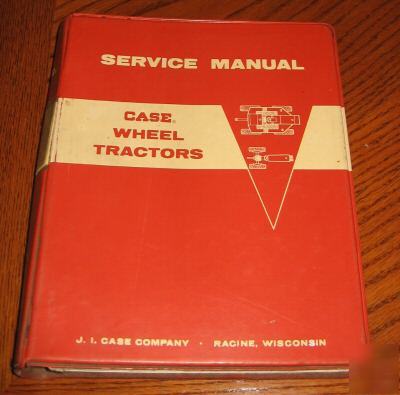 SERVICE MANUAL
CASE®
WHEEL
TRACTORS
J. I. CASE COMPANY · RACINE, WISCONSIN